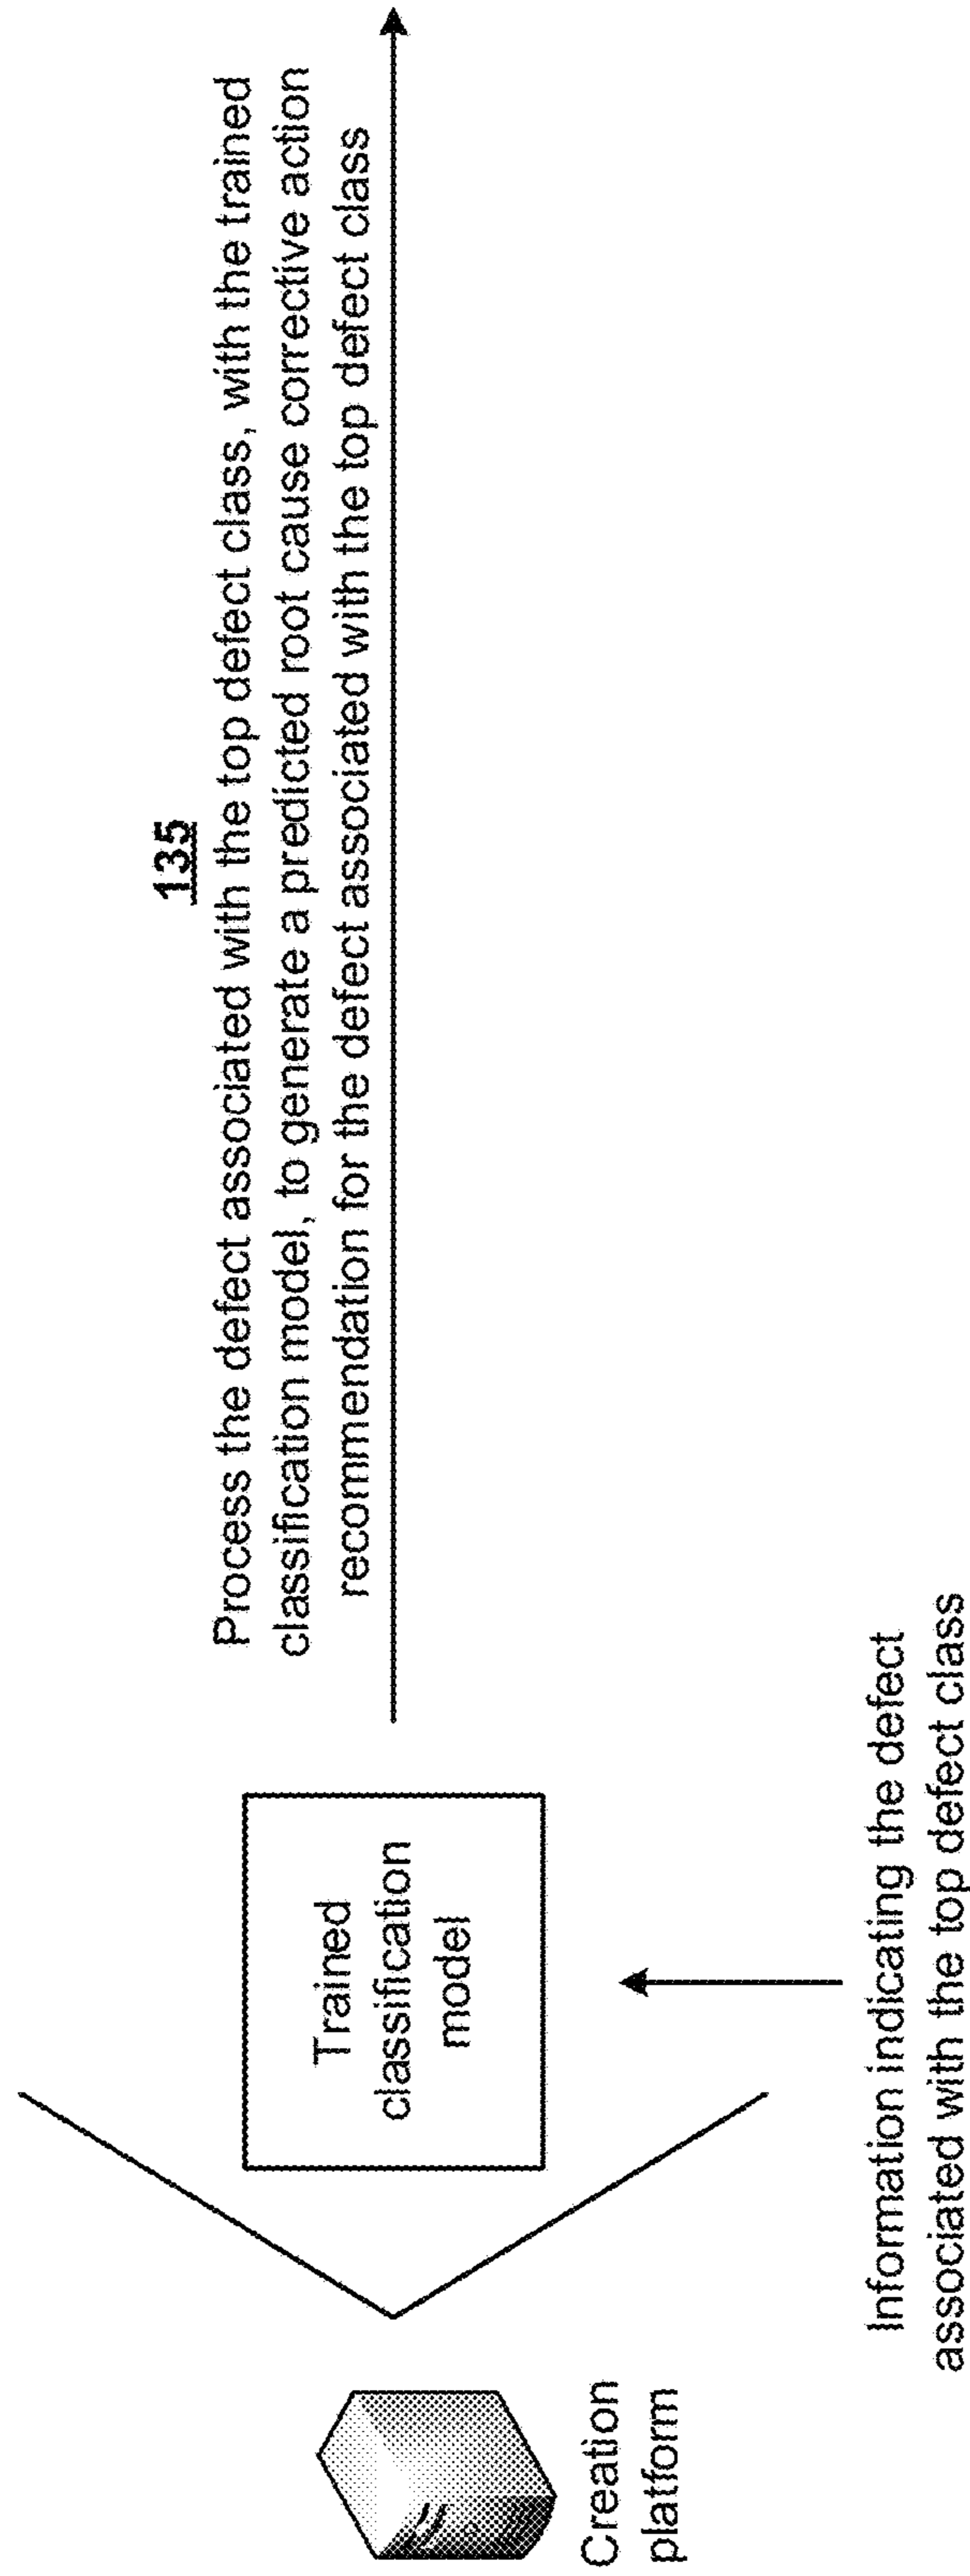 135
Process the defect associated with the top defect class, with the trained
classification model, to generate a predicted root cause corrective action
recommendation for the defect associated with the top defect class
Trained
classification
model
Creation
platform
Information indicating the defect
associated with the top defect class